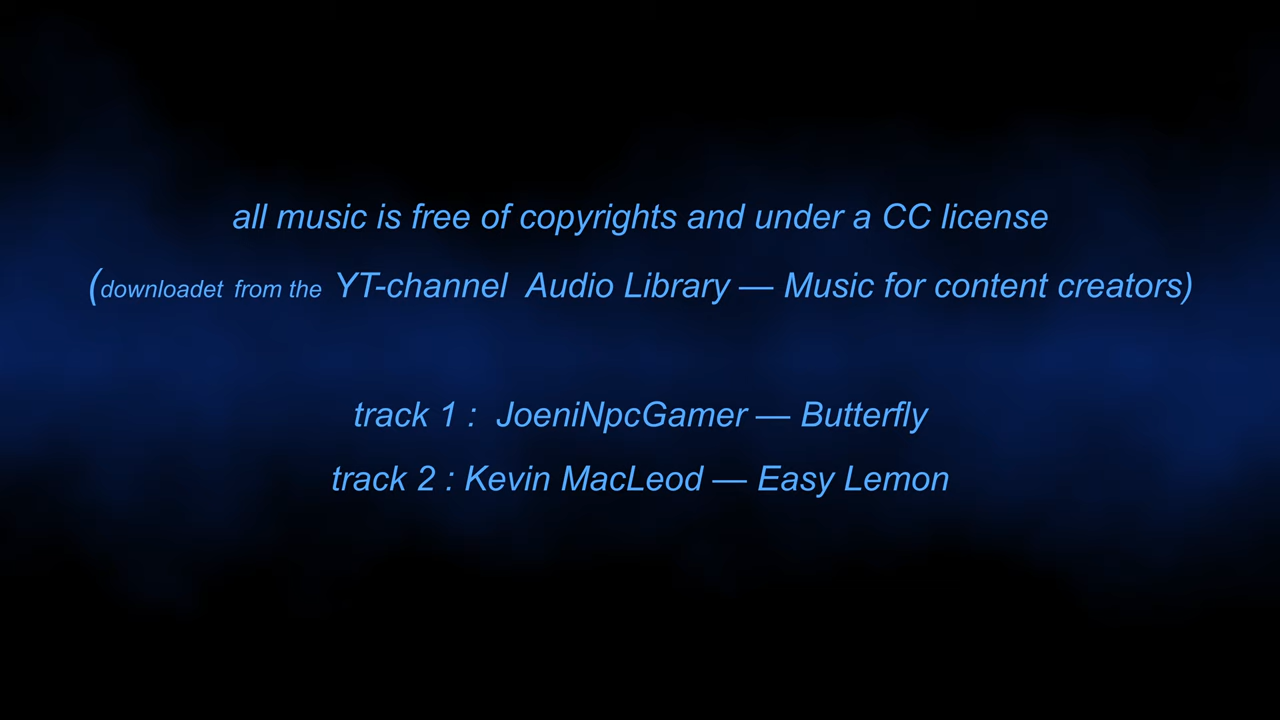 all music is free of copyrights and under a CC license
(downloadet from the YT-channel Audio Library — Music for content creators)
track 1 : JoeniNpcGamer — Butterfly
track 2 : Kevin MacLeod — Easy Lemon